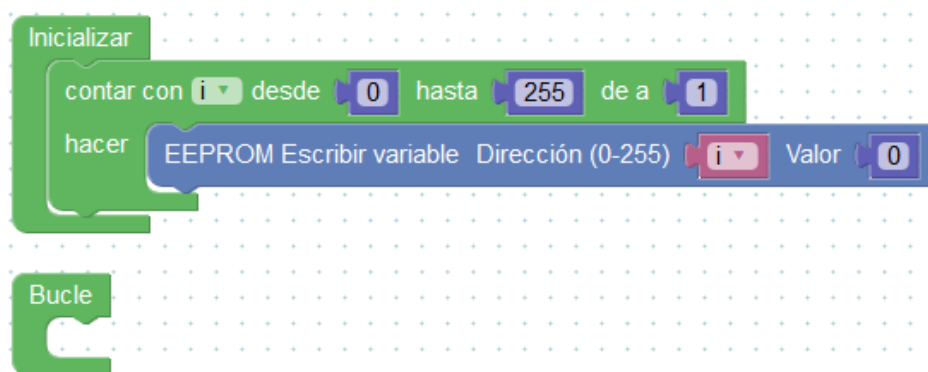 Inicializar
contar con i desde 0 hasta 255 de a 1
hacer EEPROM Escribir variable Dirección (0-255) i Valor 0
Bucle